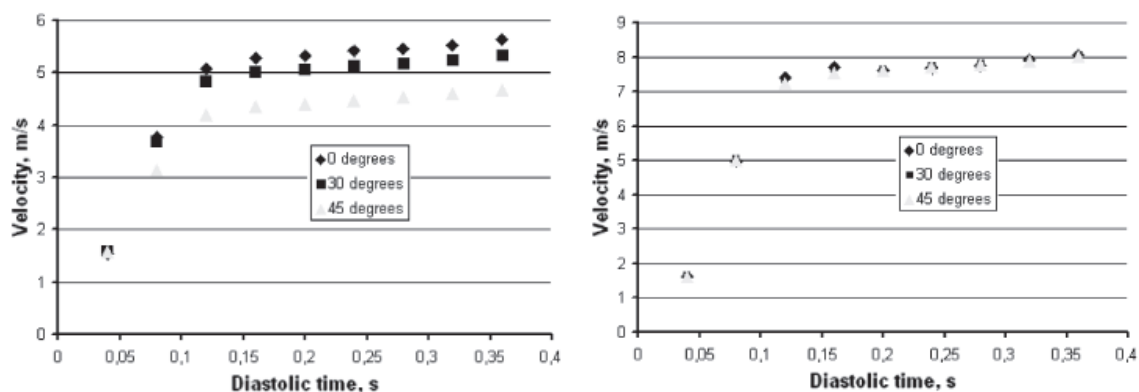 6
5
4
3
2
1
0
Velocity, m/s
0 degrees
30 degrees
45 degrees
0 0,05 0,1 0,15 0,2 0,25 0,3 0,35 0,4
Diastolic time, s
9
8
7
6
5
4
3
2
1
0
Velocity, m/s
0 degrees
30 degrees
45 degrees
0 0,05 0,1 0,15 0,2 0,25 0,3 0,35 0,4
Diastolic time, s